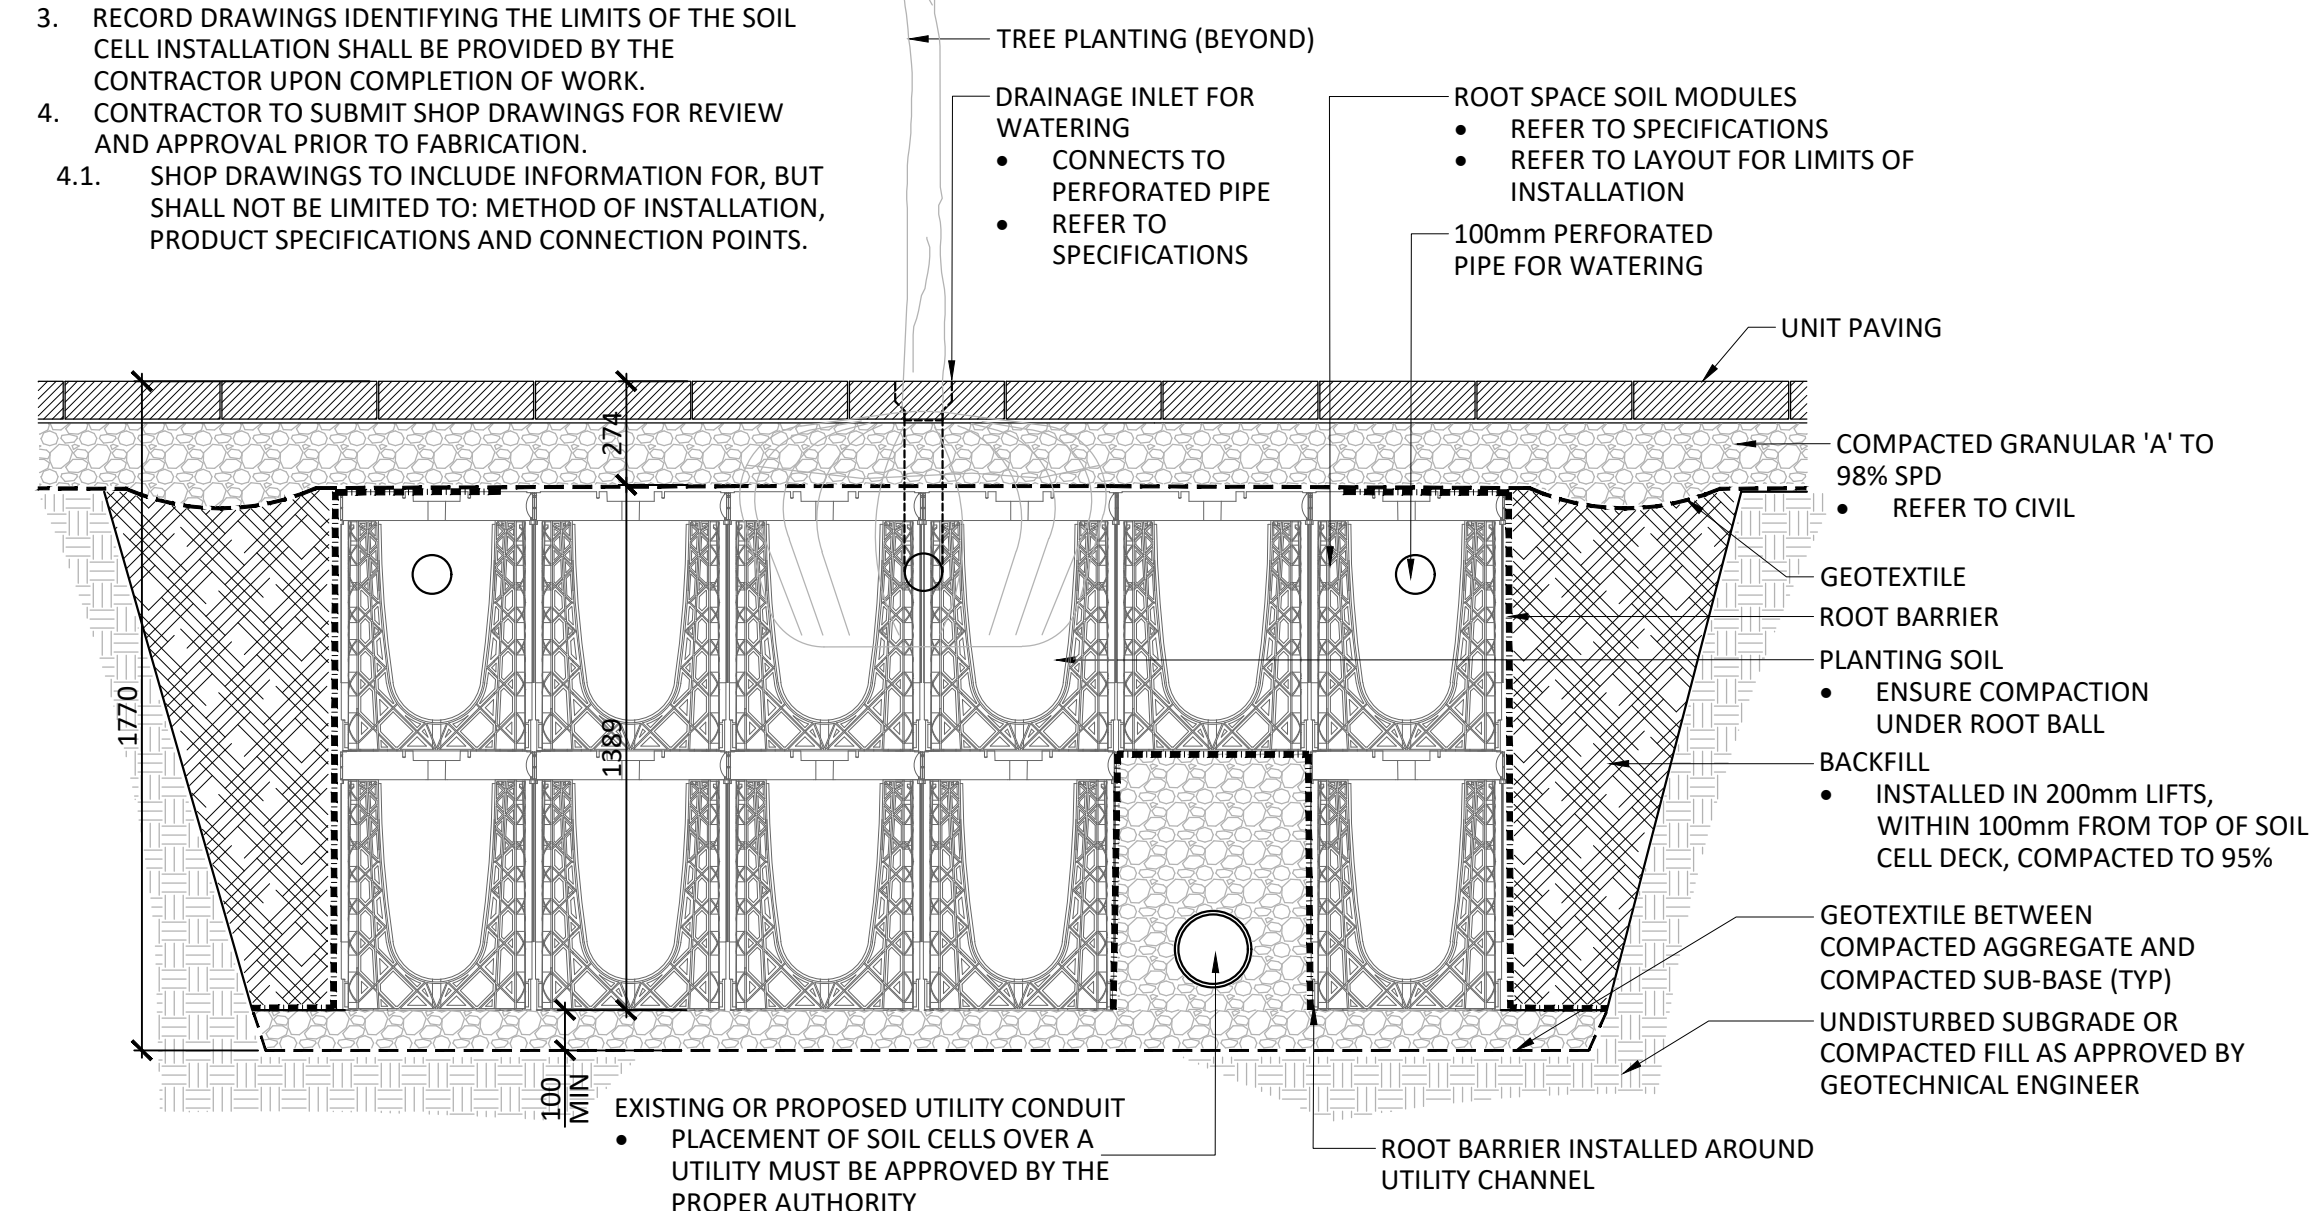 3. RECORD DRAWINGS IDENTIFYING THE LIMITS OF THE SOIL
CELL INSTALLATION SHALL BE PROVIDED BY THE
CONTRACTOR UPON COMPLETION OF WORK.
4. CONTRACTOR TO SUBMIT SHOP DRAWINGS FOR REVIEW
AND APPROVAL PRIOR TO FABRICATION.
4.1. SHOP DRAWINGS TO INCLUDE INFORMATION FOR, BUT
SHALL NOT BE LIMITED TO: METHOD OF INSTALLATION,
PRODUCT SPECIFICATIONS AND CONNECTION POINTS.
TREE PLANTING (BEYOND)
DRAINAGE INLET FOR
WATERING
• CONNECTS TO
PERFORATED PIPE
• REFER TO
SPECIFICATIONS
ROOT SPACE SOIL MODULES
• REFER TO SPECIFICATIONS
• REFER TO LAYOUT FOR LIMITS OF
INSTALLATION
100mm PERFORATED
PIPE FOR WATERING
UNIT PAVING
COMPACTED GRANULAR 'A' TO
98% SPD
• REFER TO CIVIL
GEOTEXTILE
ROOT BARRIER
PLANTING SOIL
• ENSURE COMPACTION
UNDER ROOT BALL
BACKFILL
• INSTALLED IN 200mm LIFTS,
WITHIN 100mm FROM TOP OF SOIL
CELL DECK, COMPACTED TO 95%
GEOTEXTILE BETWEEN
COMPACTED AGGREGATE AND
COMPACTED SUB-BASE (TYP)
UNDISTURBED SUBGRADE OR
COMPACTED FILL AS APPROVED BY
GEOTECHNICAL ENGINEER
274
1770
1389
100
MIN
EXISTING OR PROPOSED UTILITY CONDUIT
• PLACEMENT OF SOIL CELLS OVER A
UTILITY MUST BE APPROVED BY THE
PROPER AUTHORITY
ROOT BARRIER INSTALLED AROUND
UTILITY CHANNEL